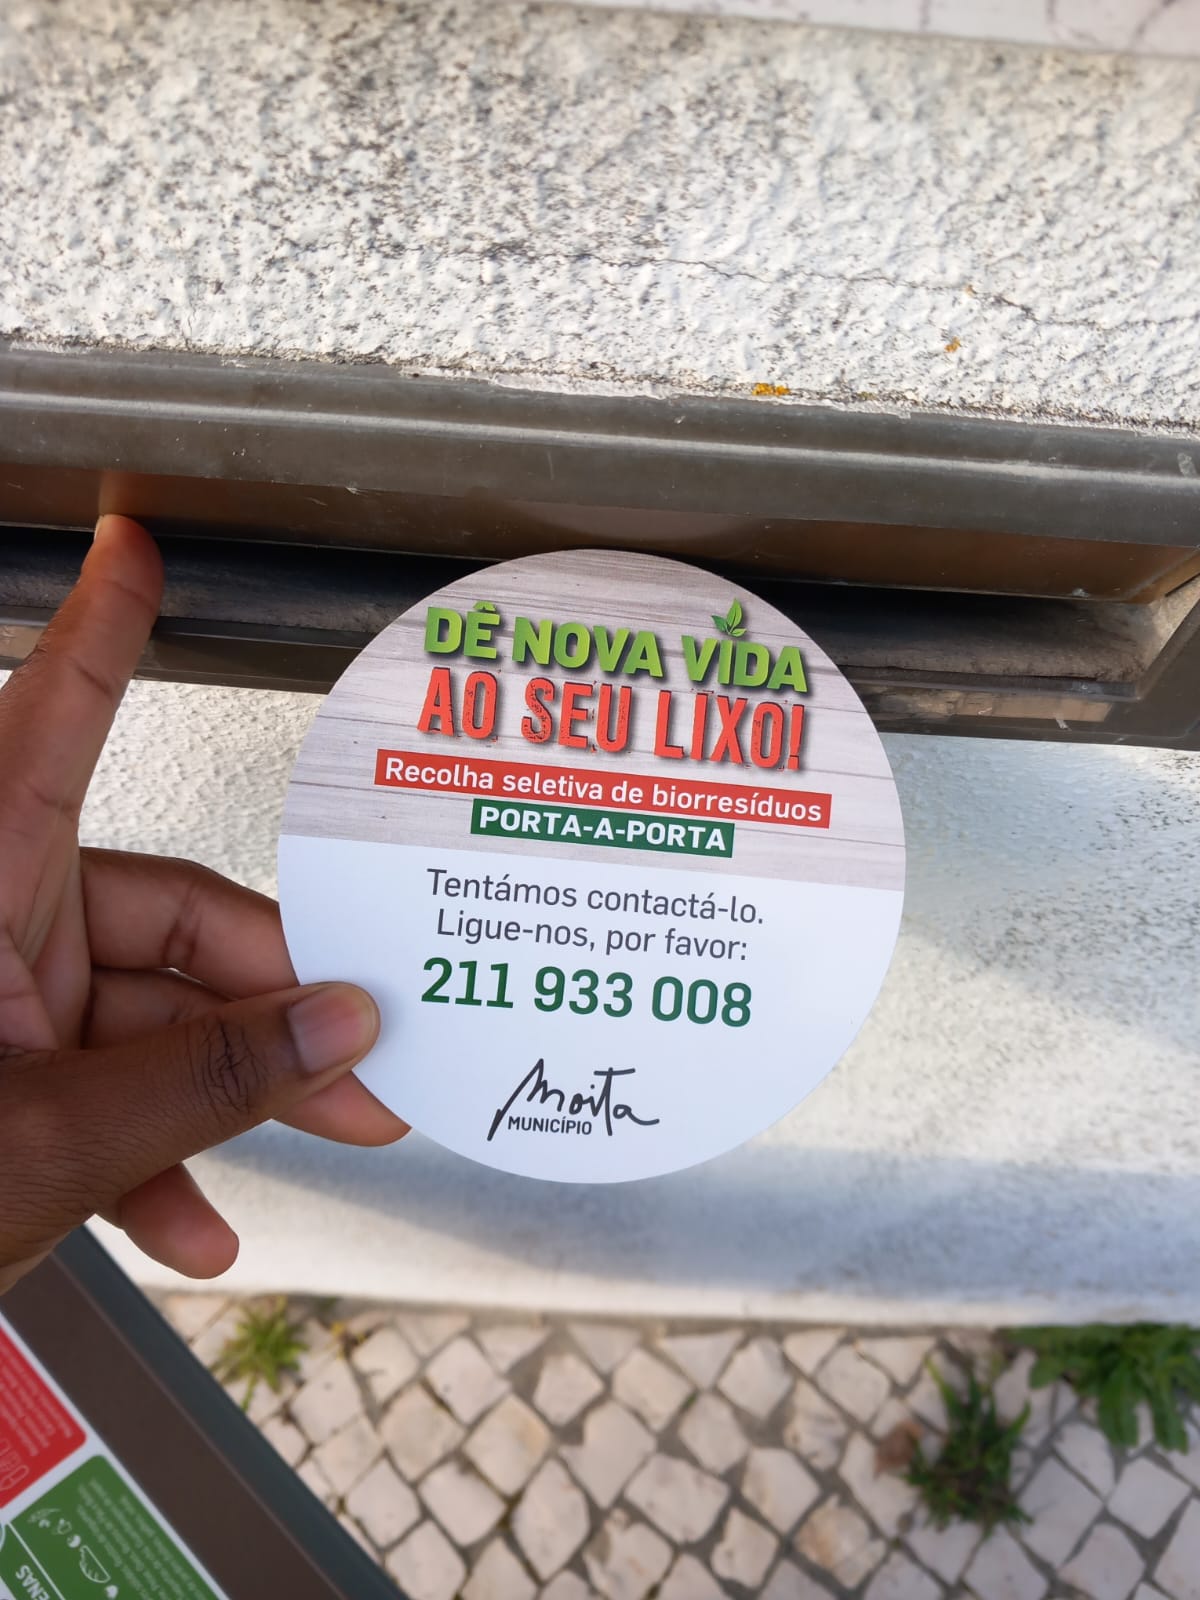 DÊ NOVA VIDA
AO SEU LIXO!
Recolha seletiva de biorresíduos
PORTA-A-PORTA
Tentámos contactá-lo.
Ligue-nos, por favor:
211 933 008
Moita
MUNICÍPIO